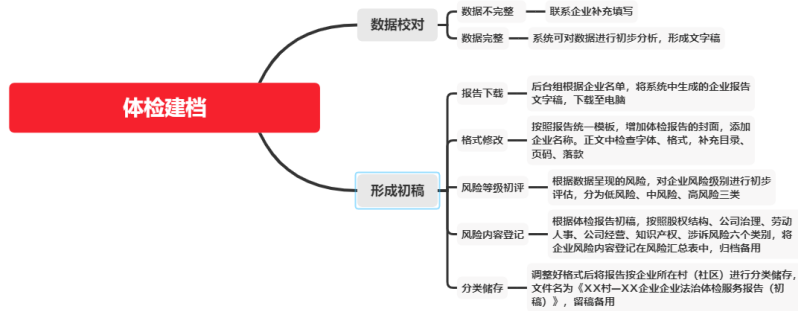 体检建档
数据校对
数据不完整
联系企业补充填写
数据完整
系统可对数据进行初步分析，形成文字稿
形成初稿
报告下载
后台组根据企业名单，将系统中生成的企业报告
文字稿，下载至电脑
格式修改
按照报告统一模板，增加体检报告的封面，添加
企业名称。正文中检查字体、格式，补充目录、
页码、落款
风险等级初评
根据数据呈现的风险，对企业风险级别进行初步
评估，分为低风险、中风险、高风险三类
风险内容登记
根据体检报告初稿，按照股权结构、公司治理、劳动
人事、公司经营、知识产权、涉诉风险六个类别，将
企业风险内容登记在风险汇总表中，归档备用
分类储存
调整好格式后将报告按企业所在村（社区）进行分类储存，
文件名为《XX村—XX企业企业法治体检服务报告（初
稿）》，留稿备用